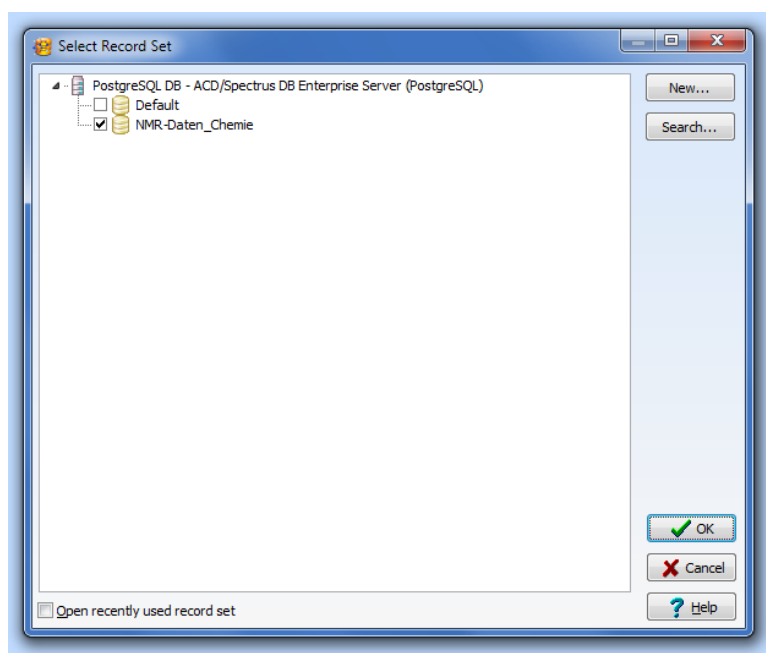 Select Record Set
PostgreSQL DB - ACD/Spectrus DB Enterprise Server (PostgreSQL)
Default
NMR-Daten_Chemie
New...
Search...
OK
Cancel
Help
Open recently used record set